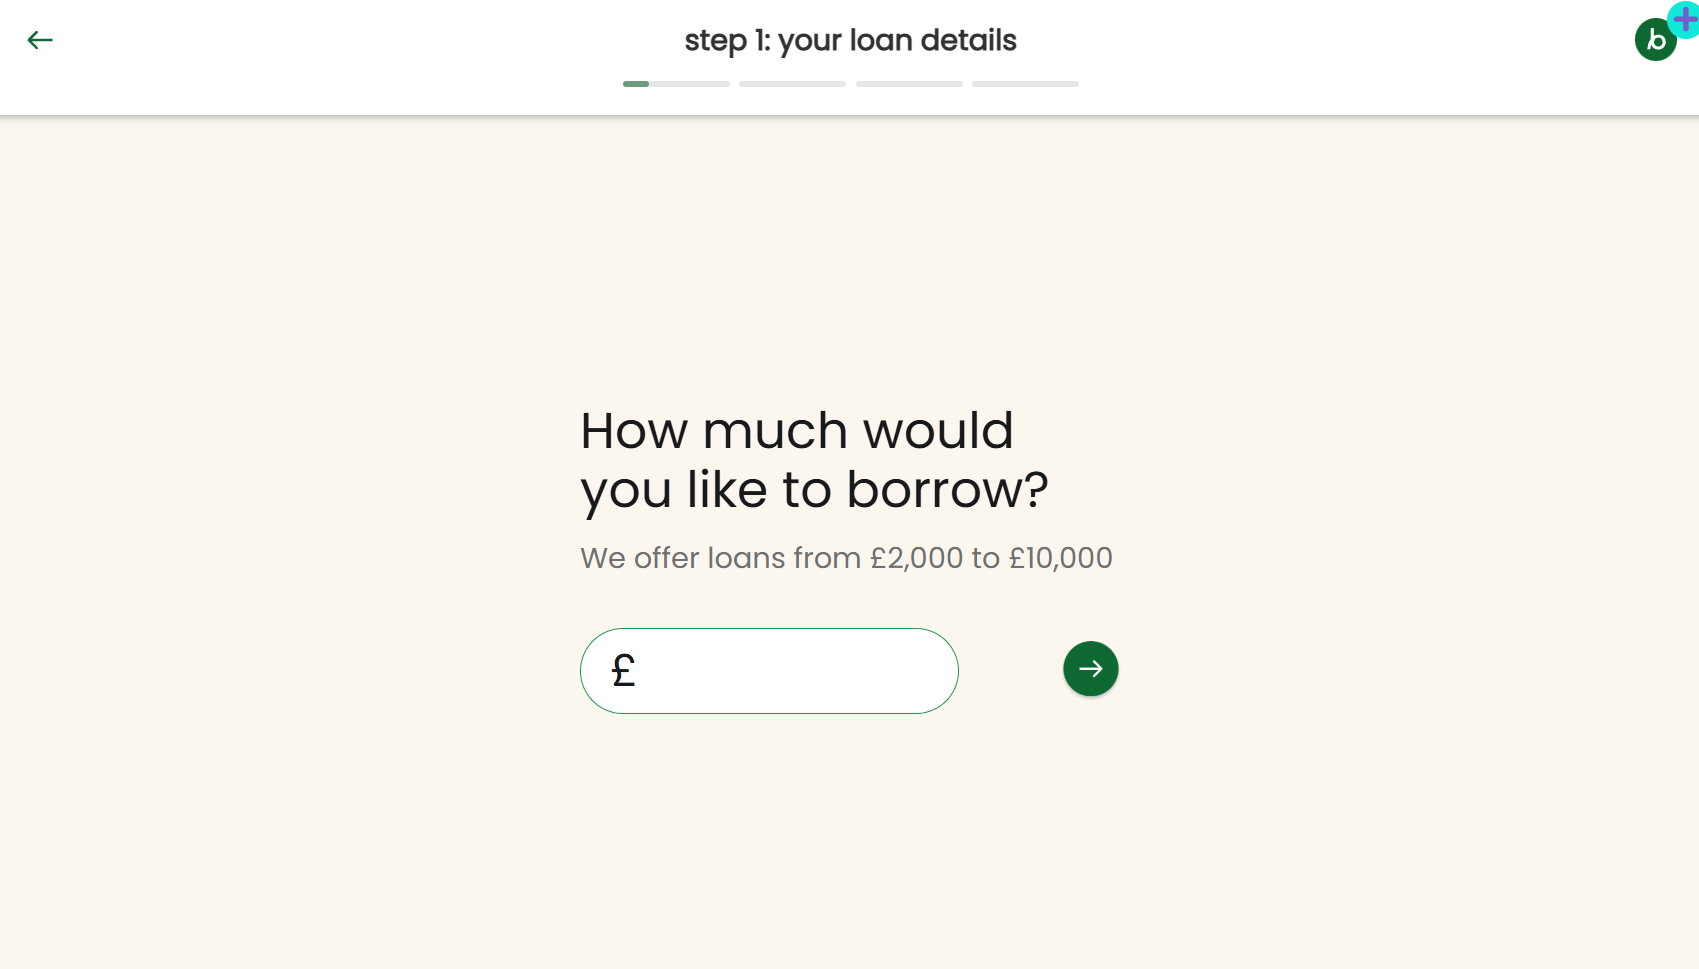 step 1: your loan details
b
How much would
you like to borrow?
We offer loans from £2,000 to £10,000
£